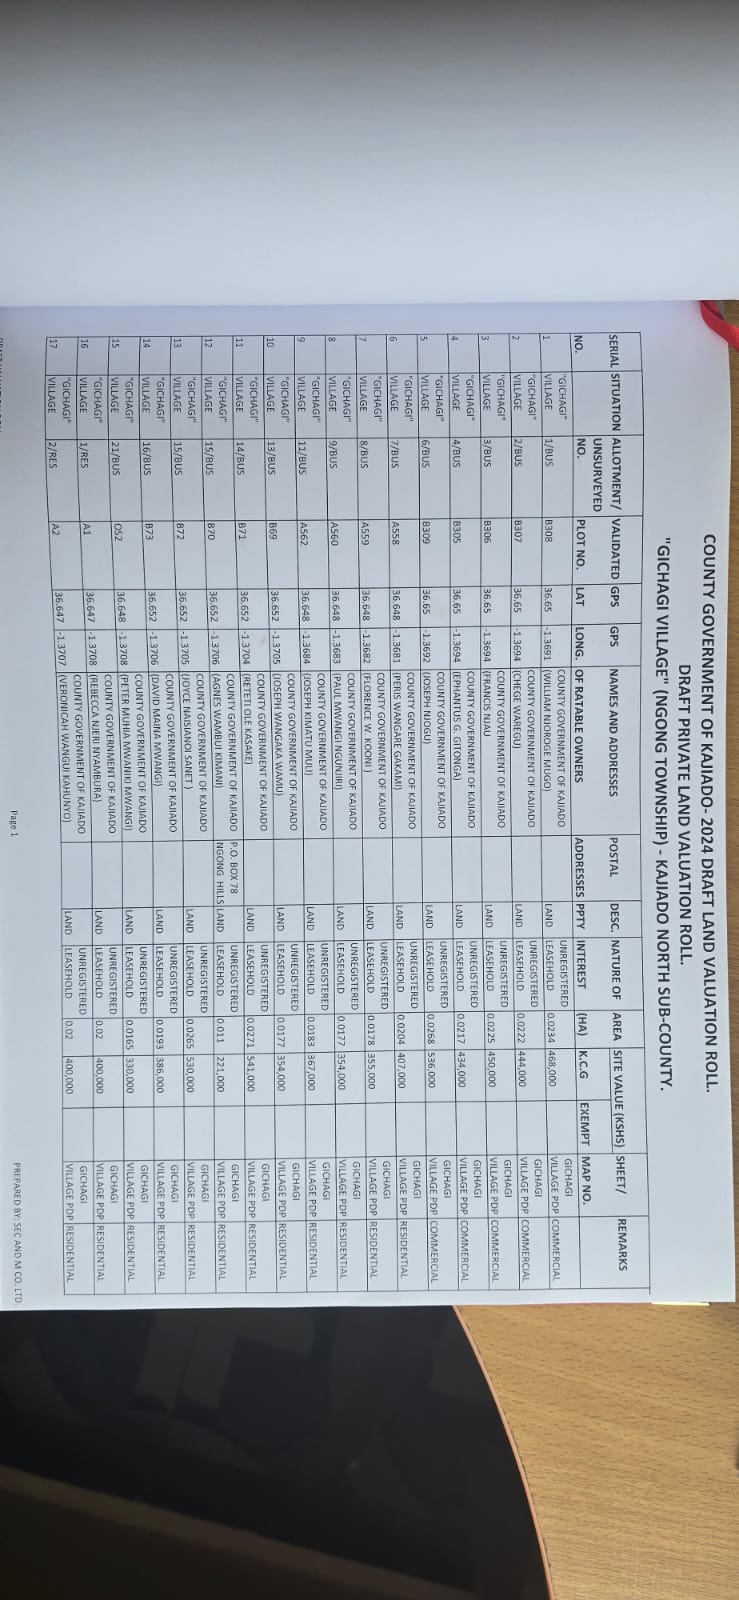 COUNTY GOVERNMENT OF KAJIADO- 2024 DRAFT LAND VALUATION ROLL.
DRAFT PRIVATE LAND VALUATION ROLL.
"GICHAGI VILLAGE" (NGONG TOWNSHIP) - KAJIADO NORTH SUB-COUNTY.
SERIAL NO. SITUATION ALLOTMENT/ UNSURVEYED NO. VALIDATED PLOT NO. GPS LAT GPS LONG. NAMES AND ADDRESSES OF RATABLE OWNERS POSTAL ADDRESSES DESC. PPTY NATURE OF INTEREST AREA (HA) SITE VALUE (KSHS) K.C.G EXEMPT SHEET/ MAP NO. REMARKS
1 "GICHAGI" VILLAGE 1/BUS B308 36.65 -1.3691 COUNTY GOVERNMENT OF KAJIADO (WILLIAM NJOROGE MUGO) LAND UNREGISTERED LEASEHOLD 0.0234 468,000 GICHAGI VILLAGE PDP COMMERCIAL
2 "GICHAGI" VILLAGE 2/BUS B307 36.65 -1.3694 COUNTY GOVERNMENT OF KAJIADO (CHEGE WAREGU) LAND UNREGISTERED LEASEHOLD 0.0222 444,000 GICHAGI VILLAGE PDP COMMERCIAL
3 "GICHAGI" VILLAGE 3/BUS B306 36.65 -1.3694 COUNTY GOVERNMENT OF KAJIADO (FRANCIS NJAU) LAND UNREGISTERED LEASEHOLD 0.0225 450,000 GICHAGI VILLAGE PDP COMMERCIAL
4 "GICHAGI" VILLAGE 4/BUS B305 36.65 -1.3694 COUNTY GOVERNMENT OF KAJIADO (EPHANTUS G. GITONGA) LAND UNREGISTERED LEASEHOLD 0.0217 434,000 GICHAGI VILLAGE PDP COMMERCIAL
5 "GICHAGI" VILLAGE 6/BUS B309 36.65 -1.3692 COUNTY GOVERNMENT OF KAJIADO (JOSEPH NJOGU) LAND UNREGISTERED LEASEHOLD 0.0268 536,000 GICHAGI VILLAGE PDP COMMERCIAL
6 "GICHAGI" VILLAGE 7/BUS A558 36.648 -1.3681 COUNTY GOVERNMENT OF KAJIADO (PERIS WANGARE GAKAMI) LAND UNREGISTERED LEASEHOLD 0.0204 407,000 GICHAGI VILLAGE PDP RESIDENTIAL
7 "GICHAGI" VILLAGE 8/BUS A559 36.648 -1.3682 COUNTY GOVERNMENT OF KAJIADO (FLORENCE W. KOONI ) LAND UNREGISTERED LEASEHOLD 0.0178 355,000 GICHAGI VILLAGE PDP RESIDENTIAL
8 "GICHAGI" VILLAGE 9/BUS A560 36.648 -1.3683 COUNTY GOVERNMENT OF KAJIADO (PAUL MWANGI NGUNJIRI) LAND UNREGISTERED LEASEHOLD 0.0177 354,000 GICHAGI VILLAGE PDP RESIDENTIAL
9 "GICHAGI" VILLAGE 11/BUS A562 36.648 -1.3684 COUNTY GOVERNMENT OF KAJIADO (JOSEPH KIMATU MULI) LAND UNREGISTERED LEASEHOLD 0.0183 367,000 GICHAGI VILLAGE PDP RESIDENTIAL
10 "GICHAGI" VILLAGE 13/BUS B69 36.652 -1.3705 COUNTY GOVERNMENT OF KAJIADO (JOSEPH WANGAKA WAMU) LAND UNREGISTERED LEASEHOLD 0.0177 354,000 GICHAGI VILLAGE PDP RESIDENTIAL
11 "GICHAGI" VILLAGE 14/BUS B71 36.652 -1.3704 COUNTY GOVERNMENT OF KAJIADO (RETETI OLE KASAKE) LAND UNREGISTERED LEASEHOLD 0.0271 541,000 GICHAGI VILLAGE PDP RESIDENTIAL
12 "GICHAGI" VILLAGE 15/BUS B70 36.652 -1.3706 COUNTY GOVERNMENT OF KAJIADO (AGNES WAMBUI KIMANI) P.O. BOX 78 NGONG HILLS LAND UNREGISTERED LEASEHOLD 0.011 221,000 GICHAGI VILLAGE PDP RESIDENTIAL
13 "GICHAGI" VILLAGE 15/BUS B72 36.652 -1.3705 COUNTY GOVERNMENT OF KAJIADO (JOYCE NAISIANOI SANET ) LAND UNREGISTERED LEASEHOLD 0.0265 530,000 GICHAGI VILLAGE PDP RESIDENTIAL
14 "GICHAGI" VILLAGE 16/BUS B73 36.652 -1.3706 COUNTY GOVERNMENT OF KAJIADO (DAVID MAINA MWANGI) LAND UNREGISTERED LEASEHOLD 0.0193 386,000 GICHAGI VILLAGE PDP RESIDENTIAL
15 "GICHAGI" VILLAGE 21/BUS O52 36.648 -1.3708 COUNTY GOVERNMENT OF KAJIADO (PETER MUHIA MWANIKI MWANGI) LAND UNREGISTERED LEASEHOLD 0.0165 330,000 GICHAGI VILLAGE PDP RESIDENTIAL
16 "GICHAGI" VILLAGE 1/RES A1 36.647 -1.3708 COUNTY GOVERNMENT OF KAJIADO (REBECCA NJERI NYAMBURA) LAND UNREGISTERED LEASEHOLD 0.02 400,000 GICHAGI VILLAGE PDP RESIDENTIAL
17 "GICHAGI" VILLAGE 2/RES A2 36.647 -1.3707 COUNTY GOVERNMENT OF KAJIADO (VERONICAH WANGUI KAHUNYO) LAND UNREGISTERED LEASEHOLD 0.02 400,000 GICHAGI VILLAGE PDP RESIDENTIAL
Page 1
PREPARED BY: SEC AND M CO. LTD.